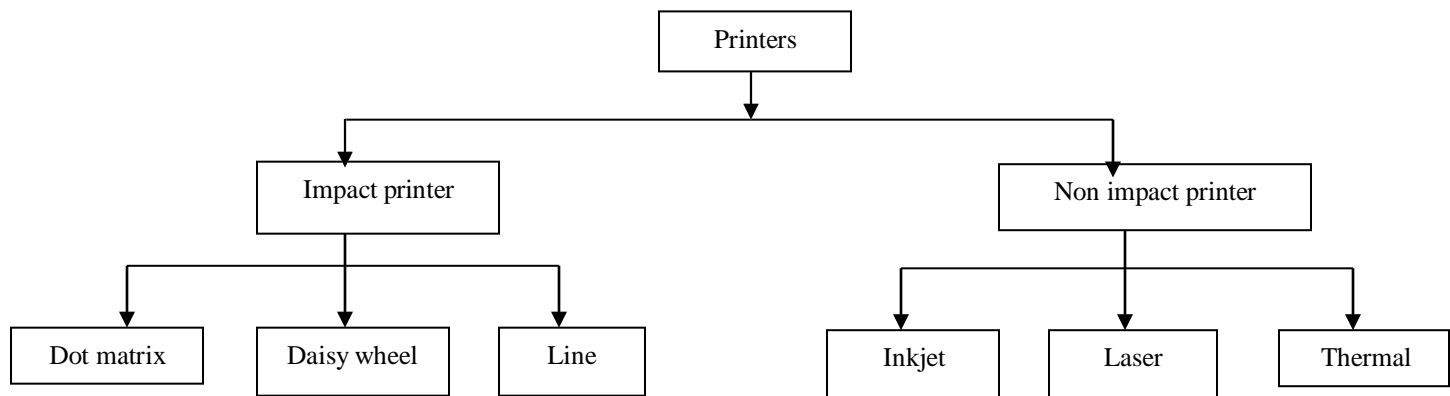 Printers
Impact printer
Non impact printer
Dot matrix
Daisy wheel
Line
Inkjet
Laser
Thermal